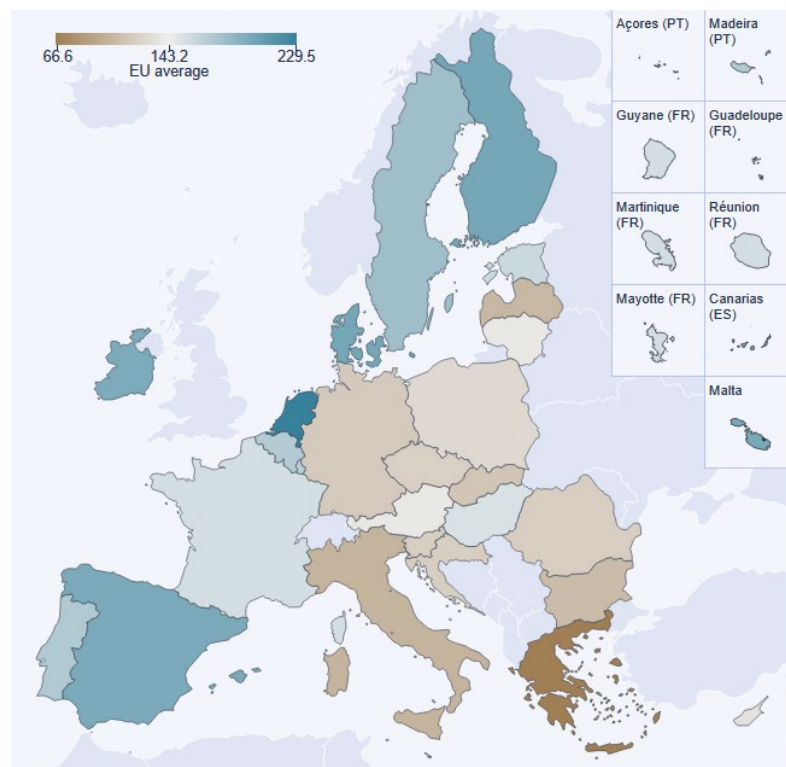 66.6 143.2 229.5
EU average
Açores (PT)
Madeira
(PT)
Guyane (FR)
Guadeloupe
(FR)
Martinique
(FR)
Réunion
(FR)
Mayotte (FR)
Canarias
(ES)
Malta